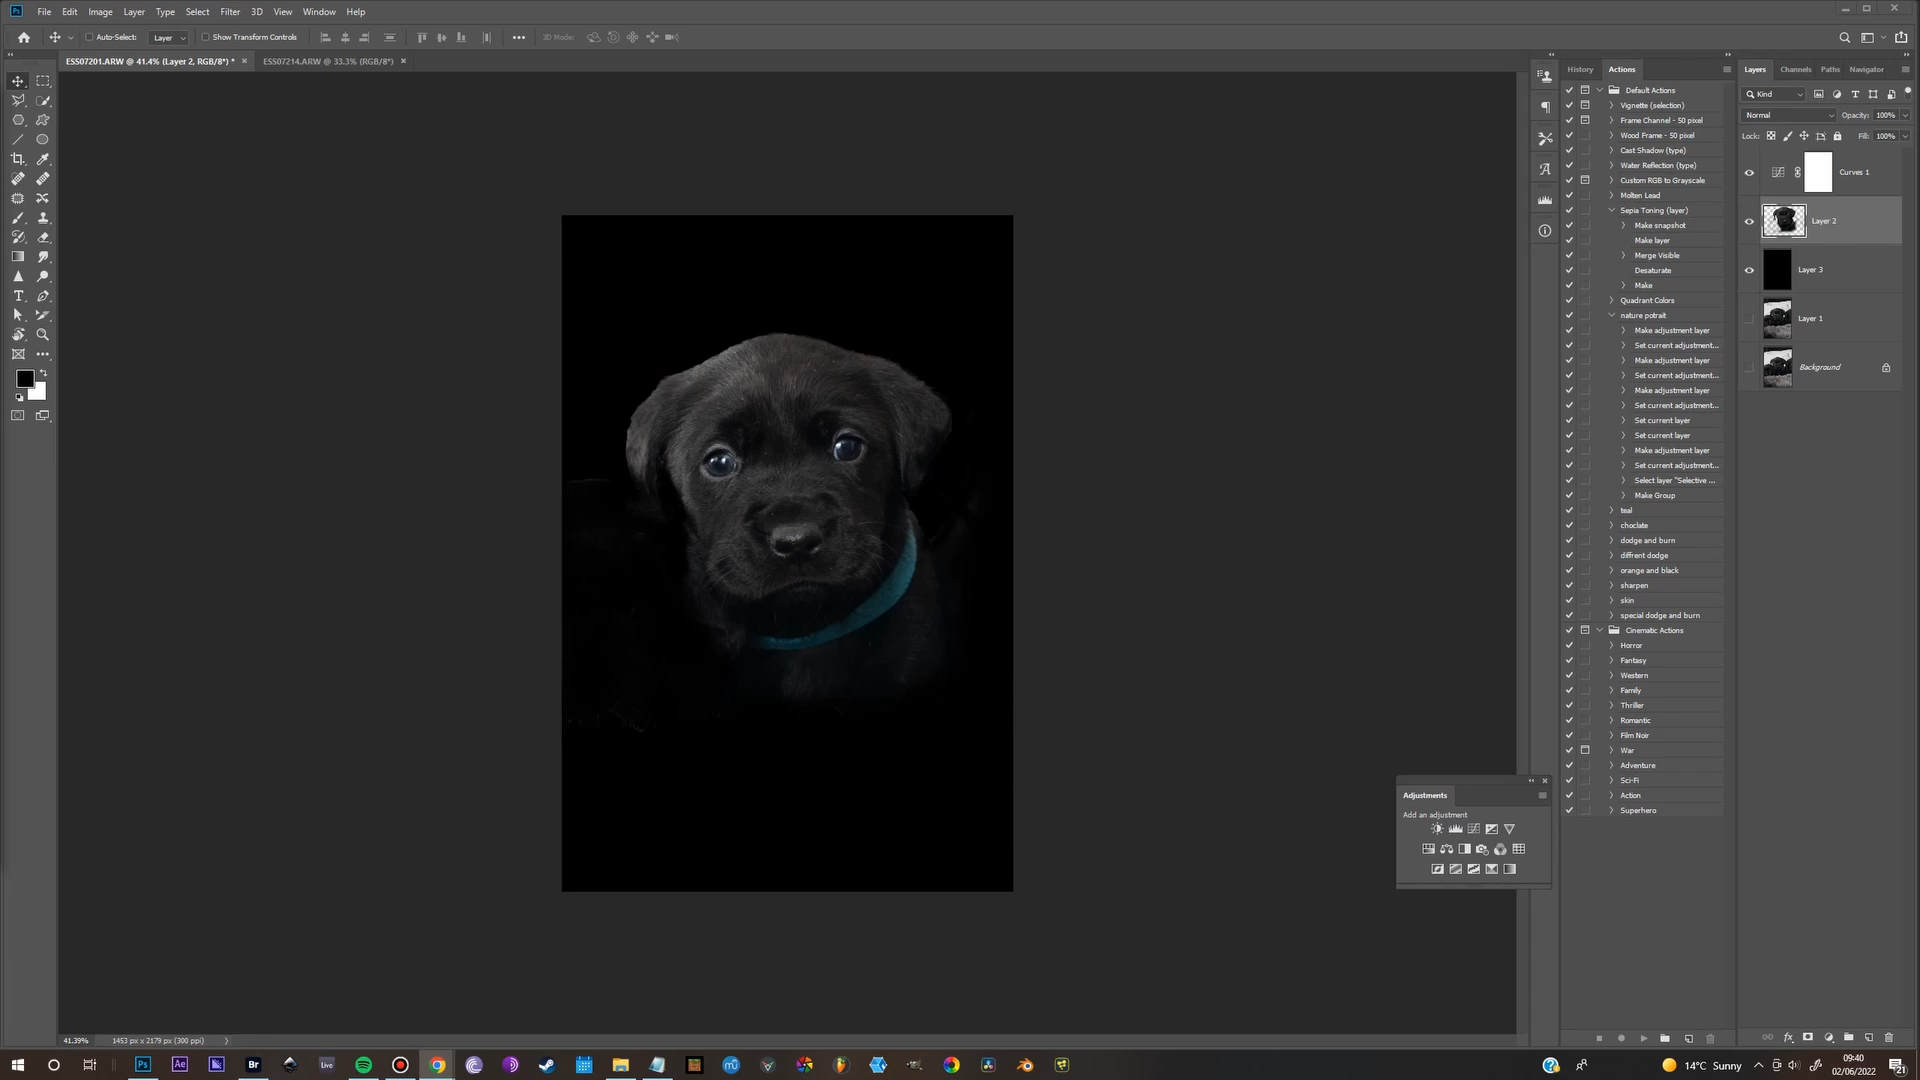 File Edit Image Layer Type Select Filter 3D View Window Help
Auto-Select: Layer Show Transform Controls 3D Mode:
ESS07201.ARW @ 41.4% (Layer 2, RGB/8*) * ESS07214.ARW @ 33.3% (RGB/8*)
History Actions
Default Actions
Vignette (selection)
Frame Channel - 50 pixel
Wood Frame - 50 pixel
Cast Shadow (type)
Water Reflection (type)
Custom RGB to Grayscale
Molten Lead
Sepia Toning (layer)
Make snapshot
Make layer
Merge Visible
Desaturate
Make
Quadrant Colors
nature potrait
Make adjustment layer
Set current adjustment...
Make adjustment layer
Set current adjustment...
Make adjustment layer
Set current adjustment...
Set current layer
Set current layer
Make adjustment layer
Set current adjustment...
Select layer "Selective ...
Make Group
teal
choclate
dodge and burn
diffrent dodge
orange and black
sharpen
skin
special dodge and burn
Cinematic Actions
Horror
Fantasy
Western
Family
Thriller
Romantic
Film Noir
War
Adventure
Sci-Fi
Action
Superhero
Layers Channels Paths Navigator
Kind
Normal Opacity: 100%
Lock: Fill: 100%
Curves 1
Layer 2
Layer 3
Layer 1
Background
Adjustments
Add an adjustment
41.39% 1453 px x 2179 px (300 ppi)
Ps Ae Br Live
14°C Sunny
09:40
02/06/2022
21